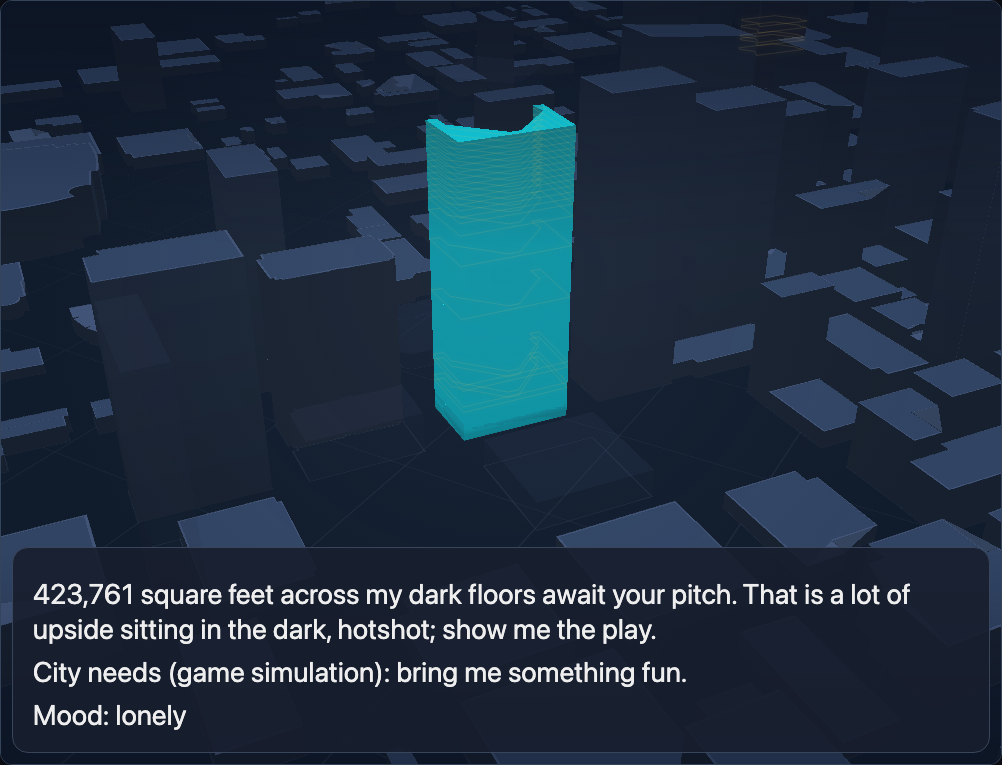 423,761 square feet across my dark floors await your pitch. That is a lot of
upside sitting in the dark, hotshot; show me the play.
City needs (game simulation): bring me something fun.
Mood: lonely